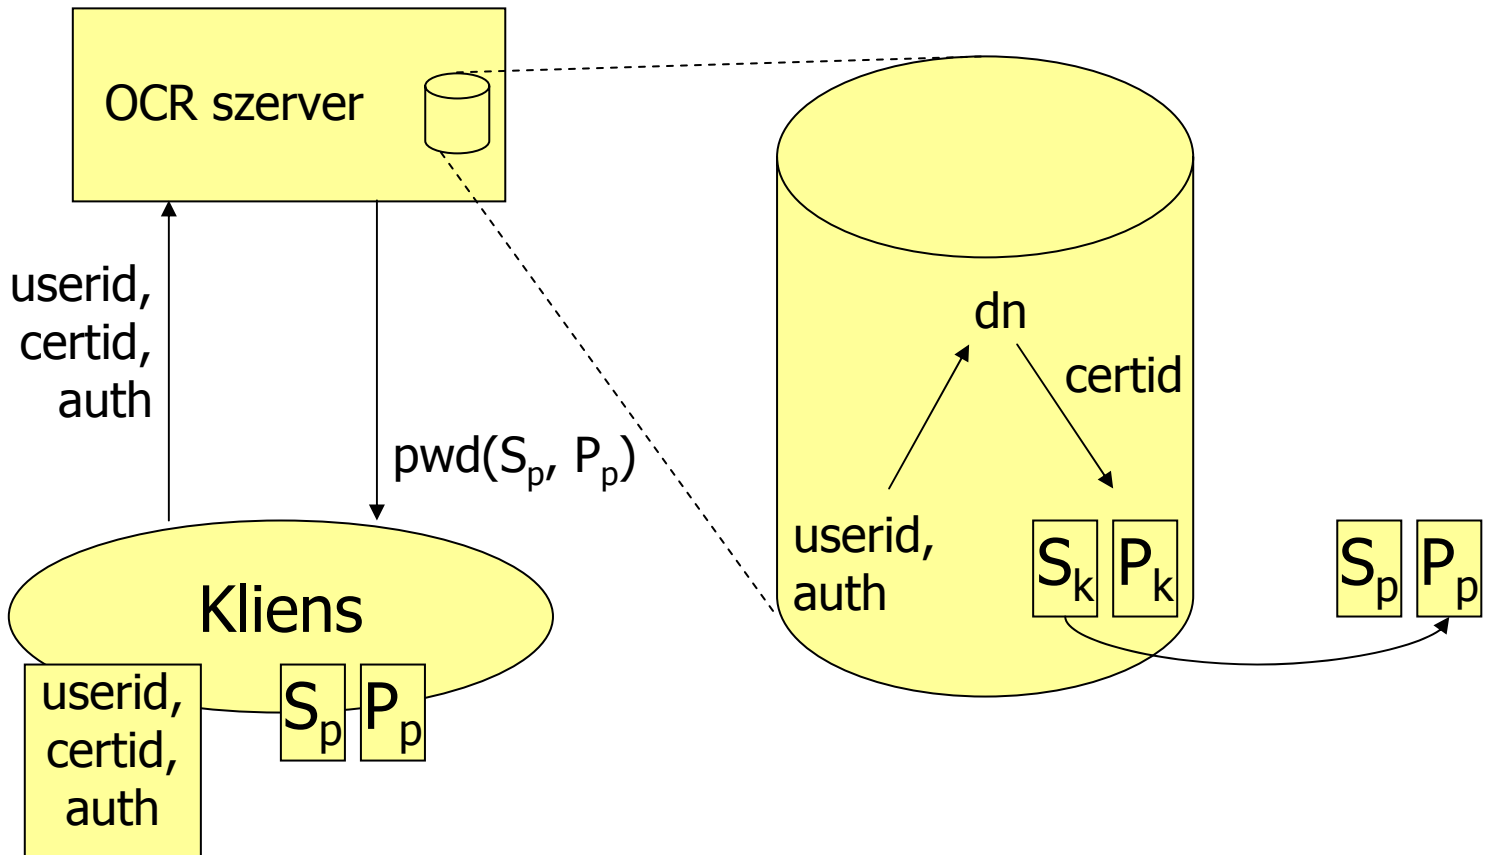 OCR szerver
userid,
certid,
auth
pwd(Sₚ, Pₚ)
Kliens
userid,
certid,
auth
Sₚ Pₚ
dn
certid
userid,
auth
Sₖ Pₖ
Sₚ Pₚ